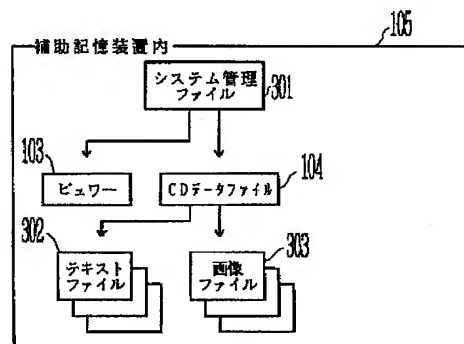 105
補助記憶装置内
システム管理
ファイル
301
103
ビュワー
CDデータファイル
104
302
テキスト
ファイル
303
画像
ファイル